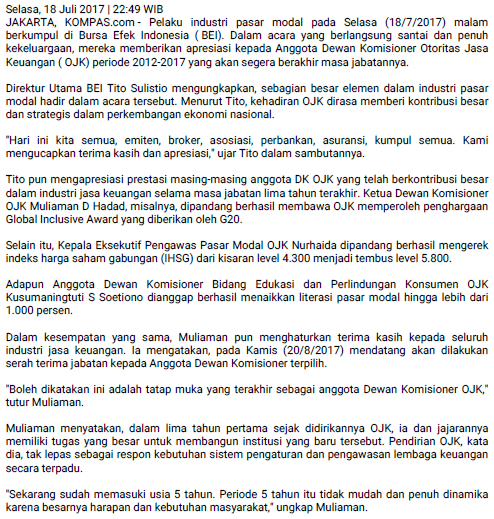 Selasa, 18 Juli 2017 | 22:49 WIB
JAKARTA, KOMPAS.com - Pelaku industri pasar modal pada Selasa (18/7/2017) malam
berkumpul di Bursa Efek Indonesia ( BEI). Dalam acara yang berlangsung santai dan penuh
kekeluargaan, mereka memberikan apresiasi kepada Anggota Dewan Komisioner Otoritas Jasa
Keuangan ( OJK) periode 2012-2017 yang akan segera berakhir masa jabatannya.
Direktur Utama BEI Tito Sulistio mengungkapkan, sebagian besar elemen dalam industri pasar
modal hadir dalam acara tersebut. Menurut Tito, kehadiran OJK dirasa memberi kontribusi besar
dan strategis dalam perkembangan ekonomi nasional.
"Hari ini kita semua, emiten, broker, asosiasi, perbankan, asuransi, kumpul semua. Kami
mengucapkan terima kasih dan apresiasi," ujar Tito dalam sambutannya.
Tito pun mengapresiasi prestasi masing-masing anggota DK OJK yang telah berkontribusi besar
dalam industri jasa keuangan selama masa jabatan lima tahun terakhir. Ketua Dewan Komisioner
OJK Muliaman D Hadad, misalnya, dipandang berhasil membawa OJK memperoleh penghargaan
Global Inclusive Award yang diberikan oleh G20.
Selain itu, Kepala Eksekutif Pengawas Pasar Modal OJK Nurhaida dipandang berhasil mengerek
indeks harga saham gabungan (IHSG) dari kisaran level 4.300 menjadi tembus level 5.800.
Adapun Anggota Dewan Komisioner Bidang Edukasi dan Perlindungan Konsumen OJK
Kusumaningtuti S Soetiono dianggap berhasil menaikkan literasi pasar modal hingga lebih dari
1.000 persen.
Dalam kesempatan yang sama, Muliaman pun menghaturkan terima kasih kepada seluruh
industri jasa keuangan. Ia mengatakan, pada Kamis (20/8/2017) mendatang akan dilakukan
serah terima jabatan kepada Anggota Dewan Komisioner terpilih.
"Boleh dikatakan ini adalah tatap muka yang terakhir sebagai anggota Dewan Komisioner OJK,"
tutur Muliaman.
Muliaman menyatakan, dalam lima tahun pertama sejak didirikannya OJK, ia dan jajarannya
memiliki tugas yang besar untuk membangun institusi yang baru tersebut. Pendirian OJK, kata
dia, tak lepas sebagai respon kebutuhan sistem pengaturan dan pengawasan lembaga keuangan
secara terpadu.
"Sekarang sudah memasuki usia 5 tahun. Periode 5 tahun itu tidak mudah dan penuh dinamika
karena besarnya harapan dan kebutuhan masyarakat," ungkap Muliaman.